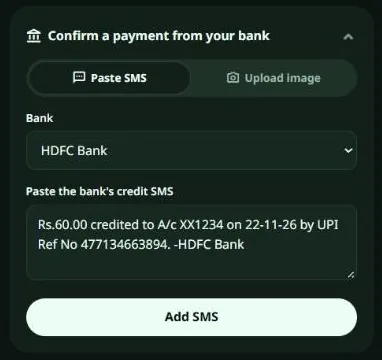 Confirm a payment from your bank
Paste SMS
Upload image
Bank
HDFC Bank
Paste the bank's credit SMS
Rs.60.00 credited to A/c XX1234 on 22-11-26 by UPI
Ref No 477134663894. -HDFC Bank
Add SMS